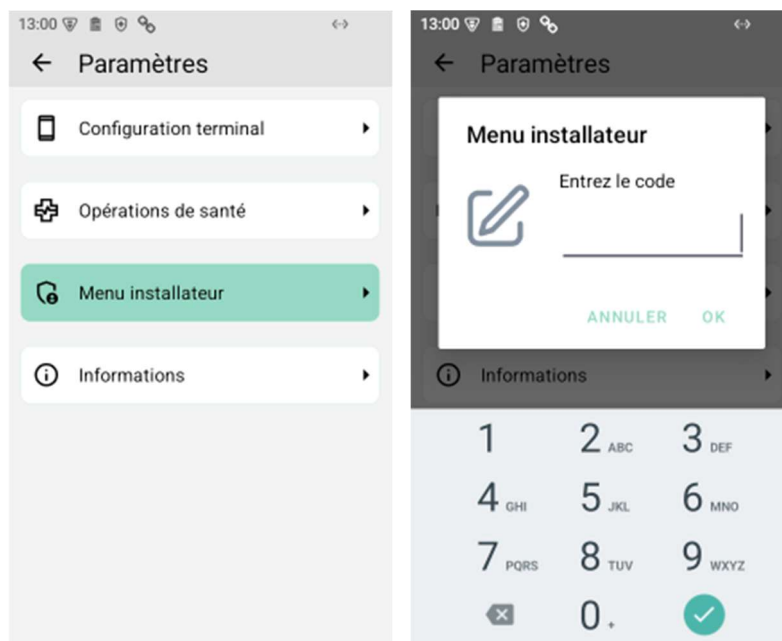 13:00
Paramètres
Configuration terminal
Opérations de santé
Menu installateur
Informations
13:00
Paramètres
Menu installateur
Entrez le code
ANNULER OK
Informations
1 2 ABC 3 DEF
4 GHI 5 JKL 6 MNO
7 PQRS 8 TUV 9 WXYZ
0 +